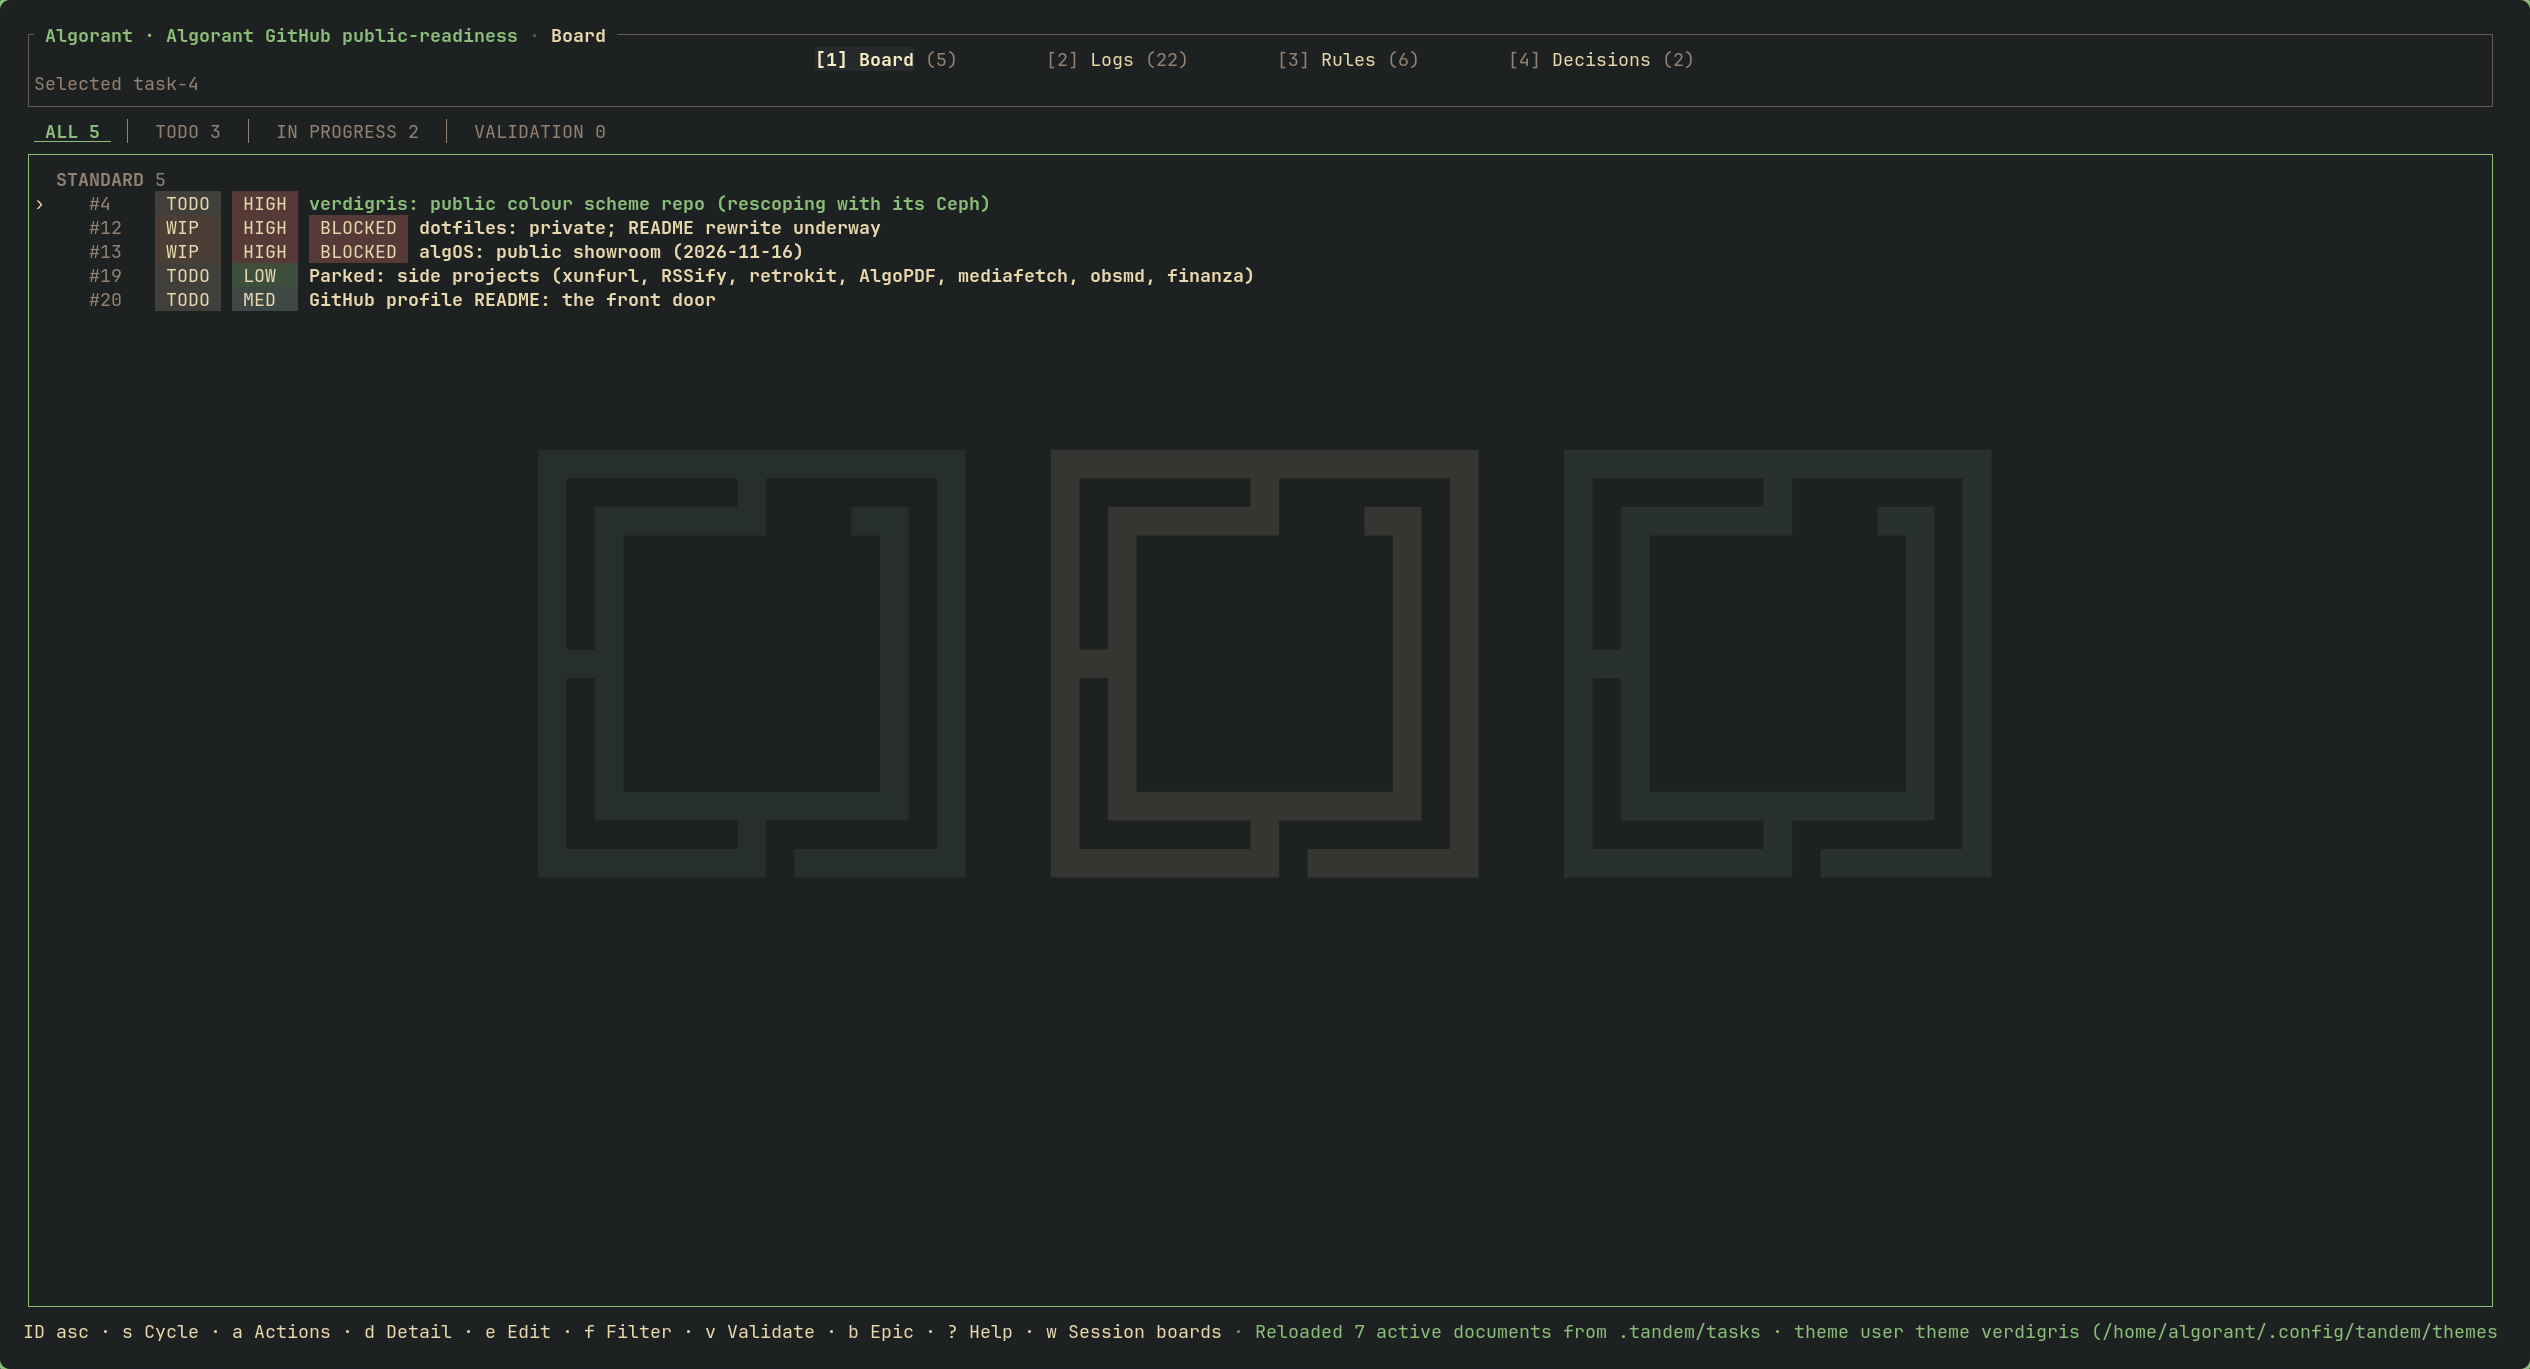 Algorant · Algorant GitHub public-readiness · Board
[1] Board (5) [2] Logs (22) [3] Rules (6) [4] Decisions (2)
Selected task-4
ALL 5 │ TODO 3 │ IN PROGRESS 2 │ VALIDATION 0
STANDARD 5
› #4 TODO HIGH verdigris: public colour scheme repo (rescoping with its Ceph)
#12 WIP HIGH BLOCKED dotfiles: private; README rewrite underway
#13 WIP HIGH BLOCKED algOS: public showroom (2026-11-16)
#19 TODO LOW Parked: side projects (xunfurl, RSSify, retrokit, AlgoPDF, mediafetch, obsmd, finanza)
#20 TODO MED GitHub profile README: the front door
ID asc · s Cycle · a Actions · d Detail · e Edit · f Filter · v Validate · b Epic · ? Help · w Session boards · Reloaded 7 active documents from .tandem/tasks · theme user theme verdigris (/home/algorant/.config/tandem/themes